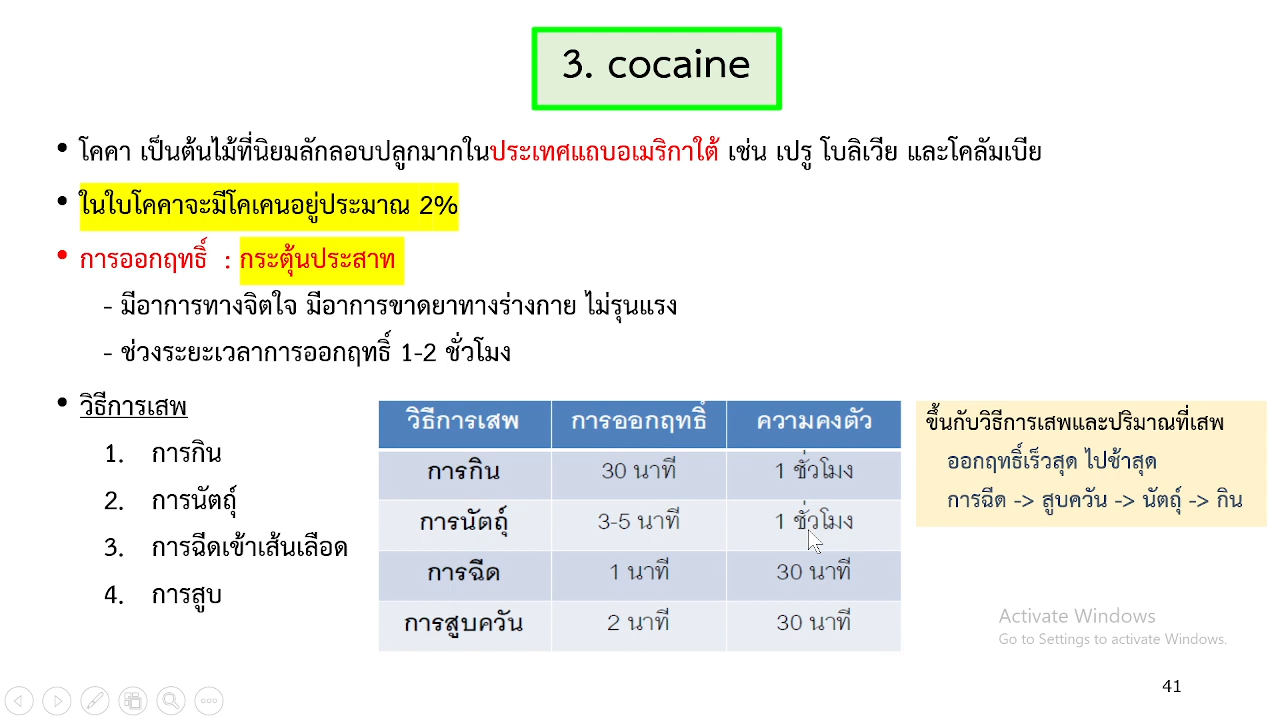 3. cocaine
• โคคา เป็นต้นไม้ที่นิยมลักลอบปลูกมากในประเทศแถบอเมริกาใต้ เช่น เปรู โบลิเวีย และโคลัมเบีย
• ในใบโคคาจะมีโคเคนอยู่ประมาณ 2%
• การออกฤทธิ์ : กระตุ้นประสาท
- มีอาการทางจิตใจ มีอาการขาดยาทางร่างกาย ไม่รุนแรง
- ช่วงระยะเวลาการออกฤทธิ์ 1-2 ชั่วโมง
• วิธีการเสพ
1. การกิน
2. การนัตถุ์
3. การฉีดเข้าเส้นเลือด
4. การสูบ
วิธีการเสพ การออกฤทธิ์ ความคงตัว
การกิน 30 นาที 1 ชั่วโมง
การนัตถุ์ 3-5 นาที 1 ชั่วโมง
การฉีด 1 นาที 30 นาที
การสูบควัน 2 นาที 30 นาที
ขึ้นกับวิธีการเสพและปริมาณที่เสพ
ออกฤทธิ์เร็วสุด ไปช้าสุด
การฉีด -> สูบควัน -> นัตถุ์ -> กิน
Activate Windows
Go to Settings to activate Windows.
41